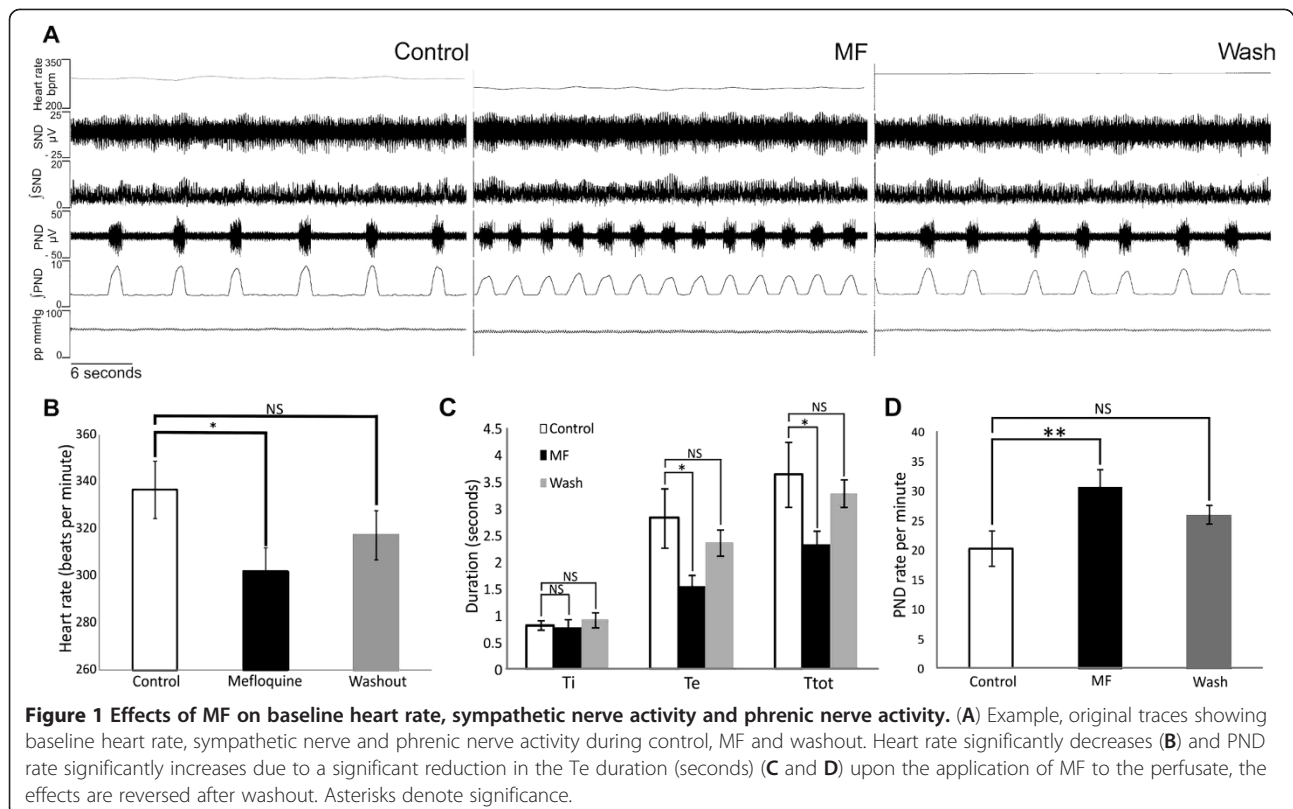 A
Control
MF
Wash
Heart rate
bpm
350
200
SND
µV
25
-25
∫SND
20
0
PND
µV
50
-50
∫PND
10
0
pp mmHg
100
0
6 seconds
B
NS
*
Heart rate (beats per minute)
360
340
320
300
280
260
Control
Mefloquine
Washout
C
Control
MF
Wash
Duration (seconds)
4.5
4
3.5
3
2.5
2
1.5
1
0.5
0
NS
NS
NS
*
NS
*
Ti
Te
Ttot
D
NS
**
PND rate per minute
40
35
30
25
20
15
10
5
0
Control
MF
Wash
Figure 1 Effects of MF on baseline heart rate, sympathetic nerve activity and phrenic nerve activity. (A) Example, original traces showing
baseline heart rate, sympathetic nerve and phrenic nerve activity during control, MF and washout. Heart rate significantly decreases (B) and PND
rate significantly increases due to a significant reduction in the Te duration (seconds) (C and D) upon the application of MF to the perfusate, the
effects are reversed after washout. Asterisks denote significance.